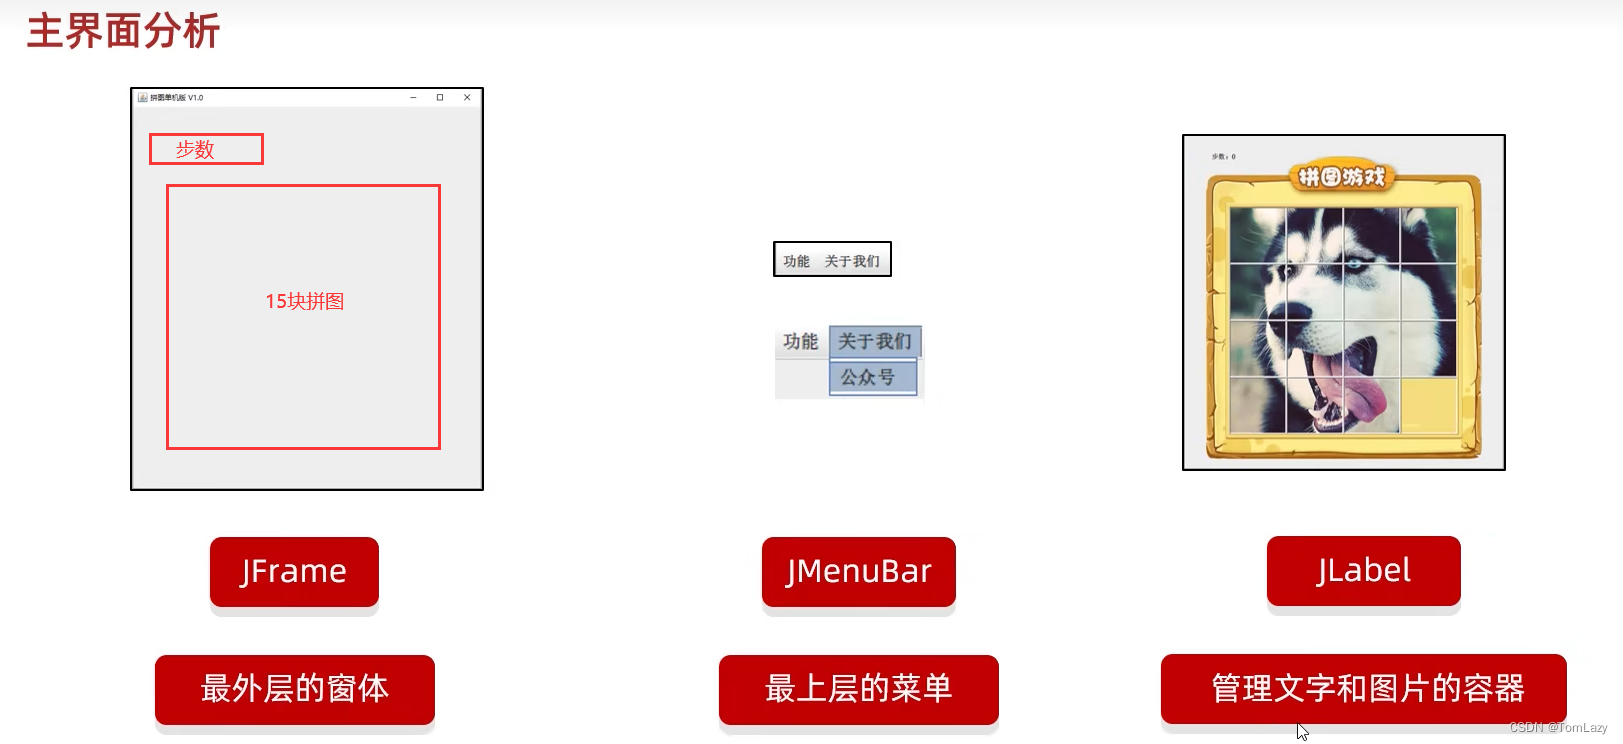 主界面分析
拼图单机版 V1.0
步数
15块拼图
功能 关于我们
功能 关于我们
公众号
步数：0
拼图游戏
JFrame
JMenuBar
JLabel
最外层的窗体
最上层的菜单
管理文字和图片的容器
CSDN @TomLazy